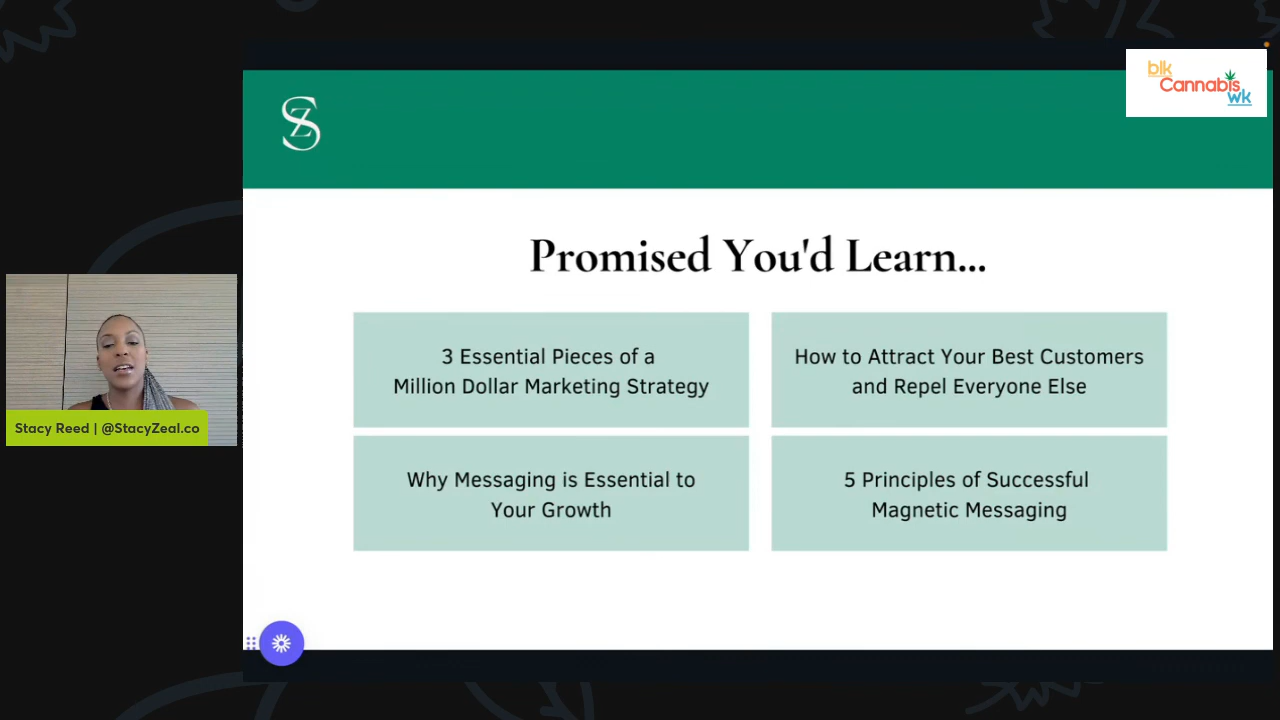 blk
Cannabis
wk
SZ
Promised You'd Learn...
3 Essential Pieces of a
Million Dollar Marketing Strategy
How to Attract Your Best Customers
and Repel Everyone Else
Why Messaging is Essential to
Your Growth
5 Principles of Successful
Magnetic Messaging
Stacy Reed | @StacyZeal.co